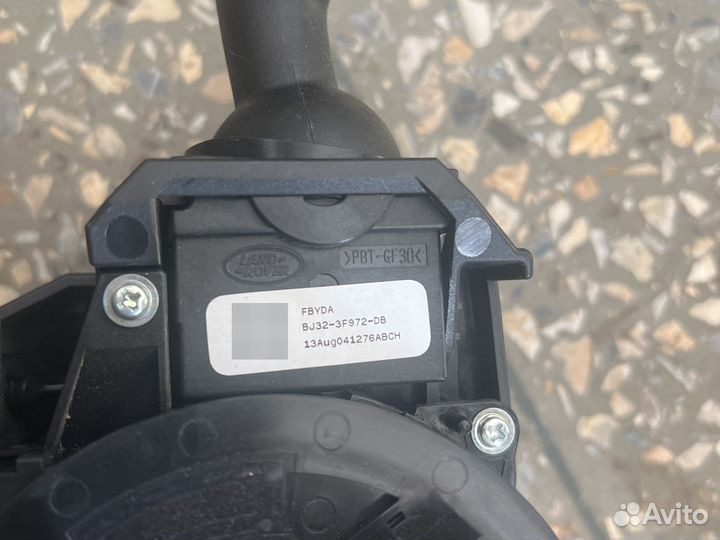 LAND-
ROVER
>PBT-GF30<
FBYDA
BJ32-3F972-DB
13Aug041276ABCH
Avito